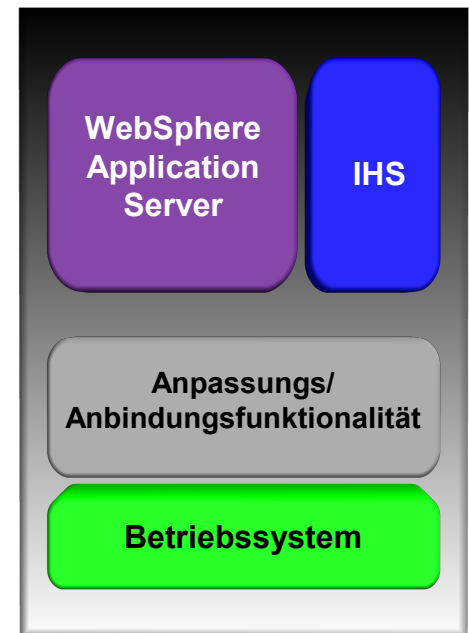 WebSphere
Application
Server
IHS
Anpassungs/
Anbindungsfunktionalität
Betriebssystem